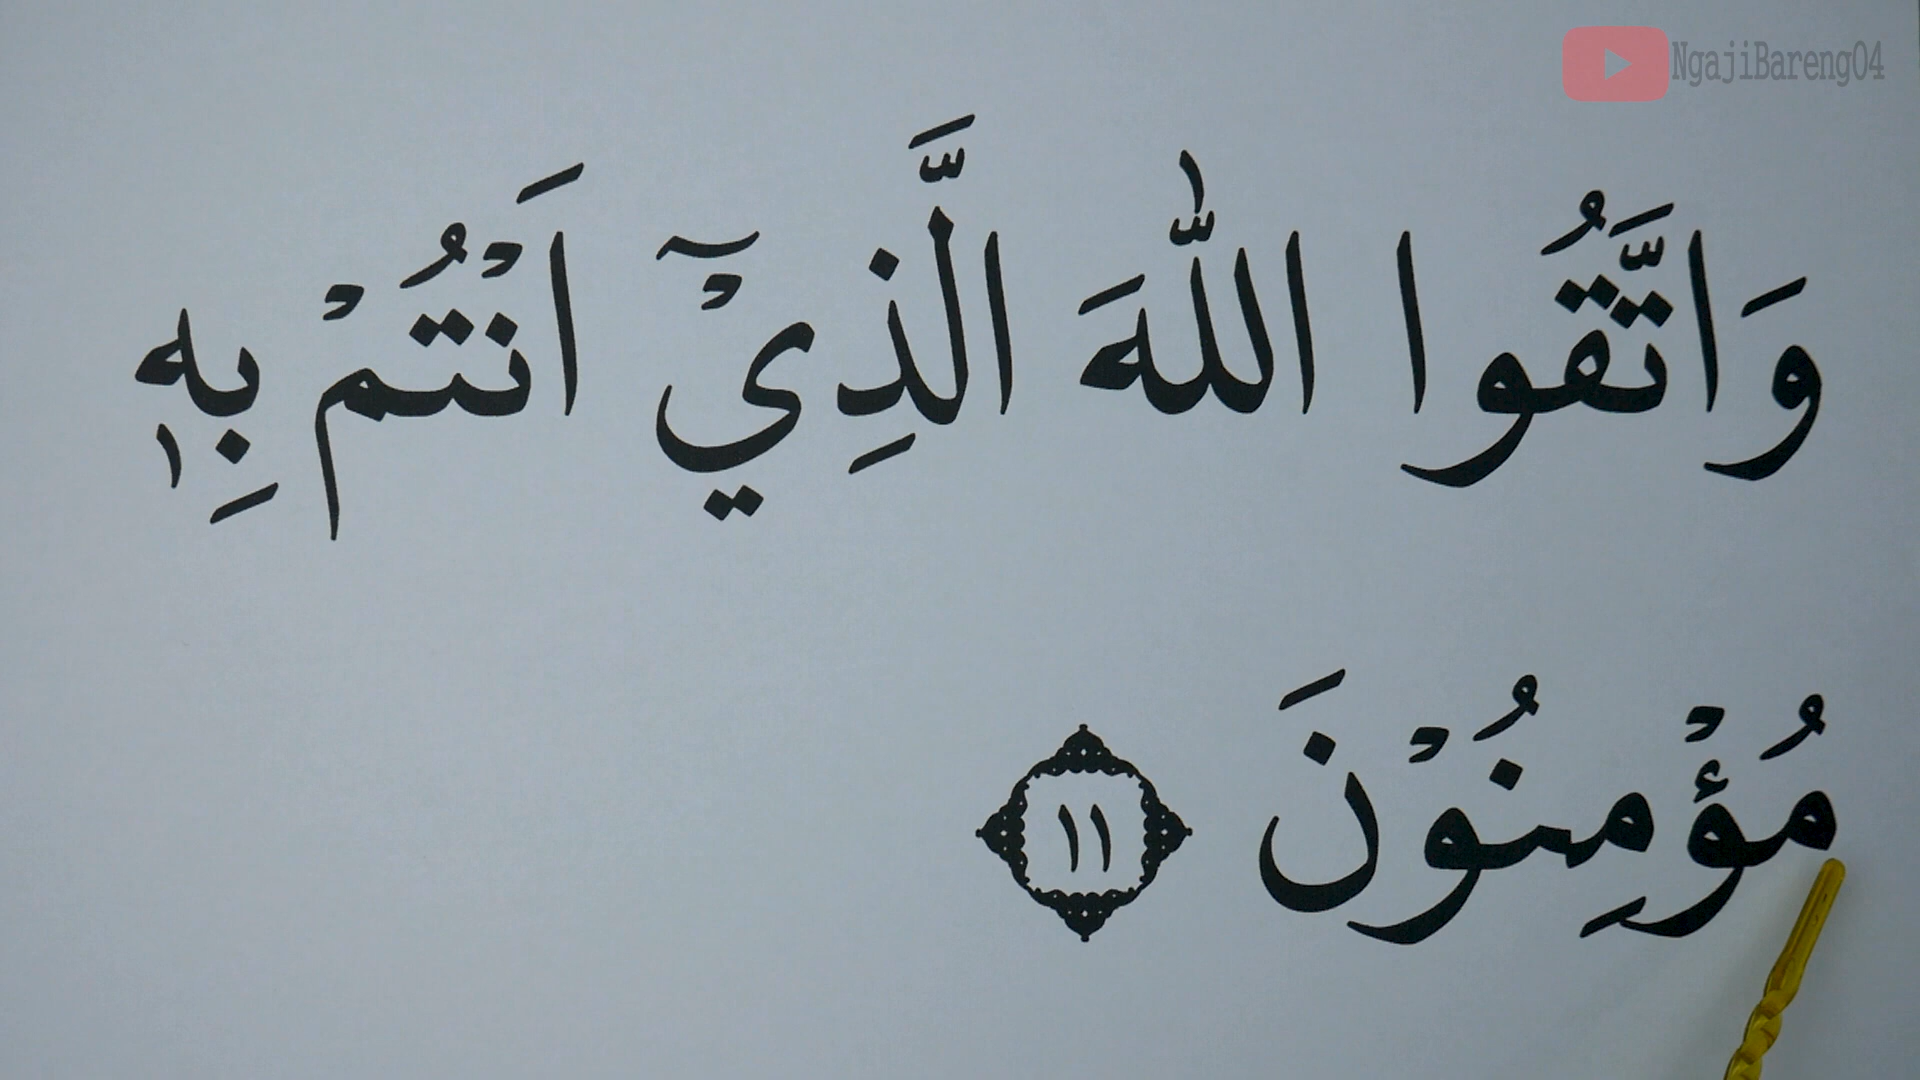 NgajiBareng04
وَاتَّقُوا اللّٰهَ الَّذِيْٓ اَنْتُمْ بِهٖ
مُؤْمِنُوْنَ ١١